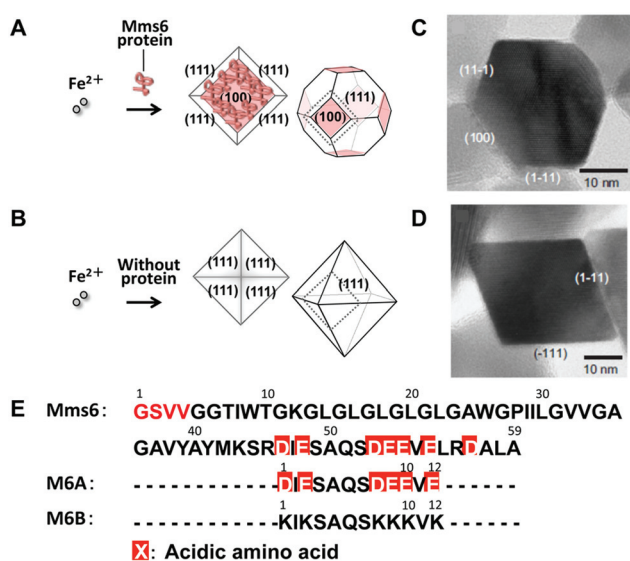 A
Mms6
protein
Fe2+
(111) (111)
(100)
(111) (111)
(111)
(100)
C
(11-1)
(100)
(1-11)
10 nm
B
Fe2+
Without
protein
(111) (111)
(111) (111)
(111)
D
(1-11)
(-111)
10 nm
E
1 10 20 30
Mms6: GSVVGGTIWTGKGLGLGLGLGLGAWGPIILGVVGA
40 50 59
GAVYAYMKSRDIESAQSDEEVELRDALA
1 10 12
M6A: ----------- DIESAQSDEEVE ------
1 10 12
M6B: ----------- KIKSAQSKKKVK ------
X: Acidic amino acid